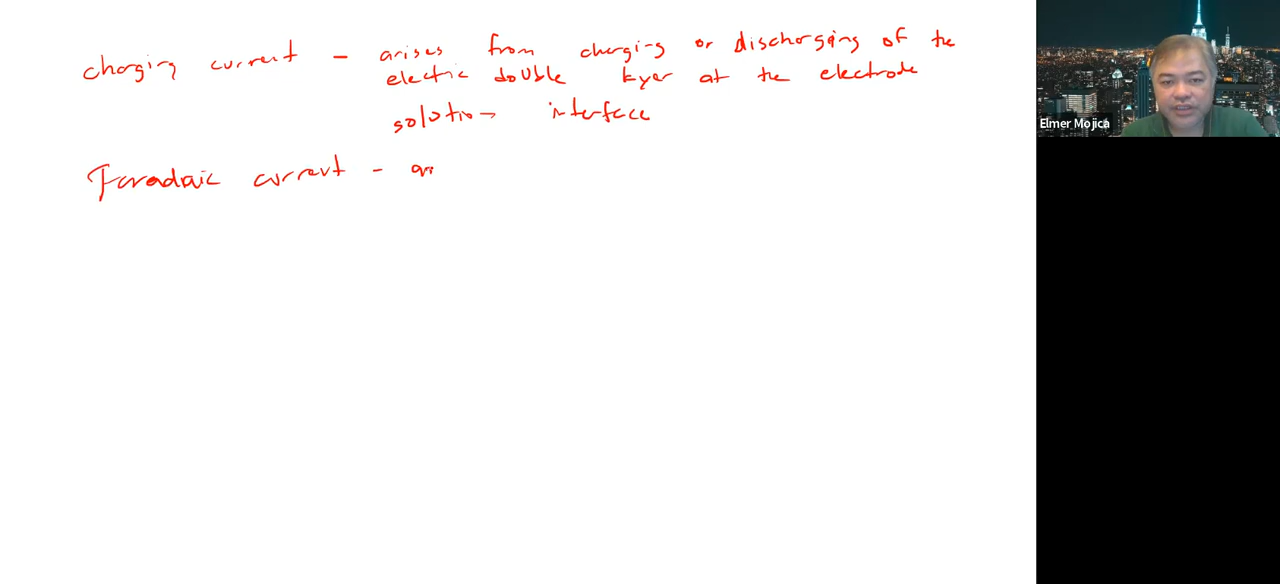 charging current - arises from charging or discharging of the
electric double layer at the electrode
solution interface
Faradaic current - ari
Elmer Mojica